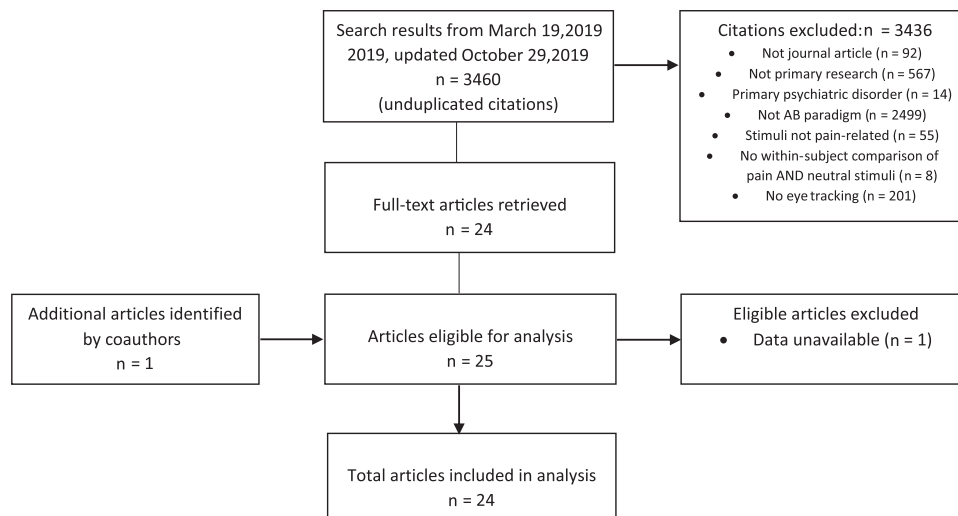 Search results from March 19,2019
2019, updated October 29,2019
n = 3460
(unduplicated citations)
Citations excluded:n = 3436
• Not journal article (n = 92)
• Not primary research (n = 567)
• Primary psychiatric disorder (n = 14)
• Not AB paradigm (n = 2499)
• Stimuli not pain-related (n = 55)
• No within-subject comparison of
pain AND neutral stimuli (n = 8)
• No eye tracking (n = 201)
Full-text articles retrieved
n = 24
Additional articles identified
by coauthors
n = 1
Articles eligible for analysis
n = 25
Eligible articles excluded
• Data unavailable (n = 1)
Total articles included in analysis
n = 24